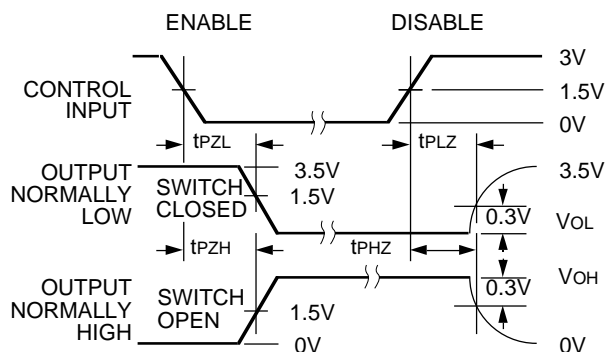 ENABLE DISABLE
3V
CONTROL
INPUT
1.5V
0V
tPZL tPLZ
OUTPUT
NORMALLY
LOW
SWITCH
CLOSED
3.5V
1.5V
3.5V
0.3V
VOL
tPZH tPHZ
VOH
0.3V
OUTPUT
NORMALLY
HIGH
SWITCH
OPEN
1.5V
0V
0V